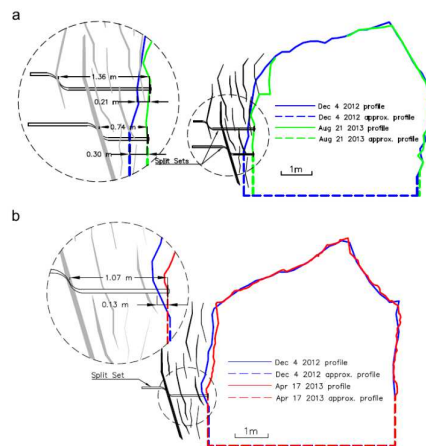 a
1.36 m
0.21 m
0.74 m
0.30 m
Split Sets
Dec 4 2012 profile
Dec 4 2012 approx. profile
Aug 21 2013 profile
Aug 21 2013 approx. profile
1m
b
1.07 m
0.13 m
Split Set
Dec 4 2012 profile
Dec 4 2012 approx. profile
Apr 17 2013 profile
Apr 17 2013 approx. profile
1m